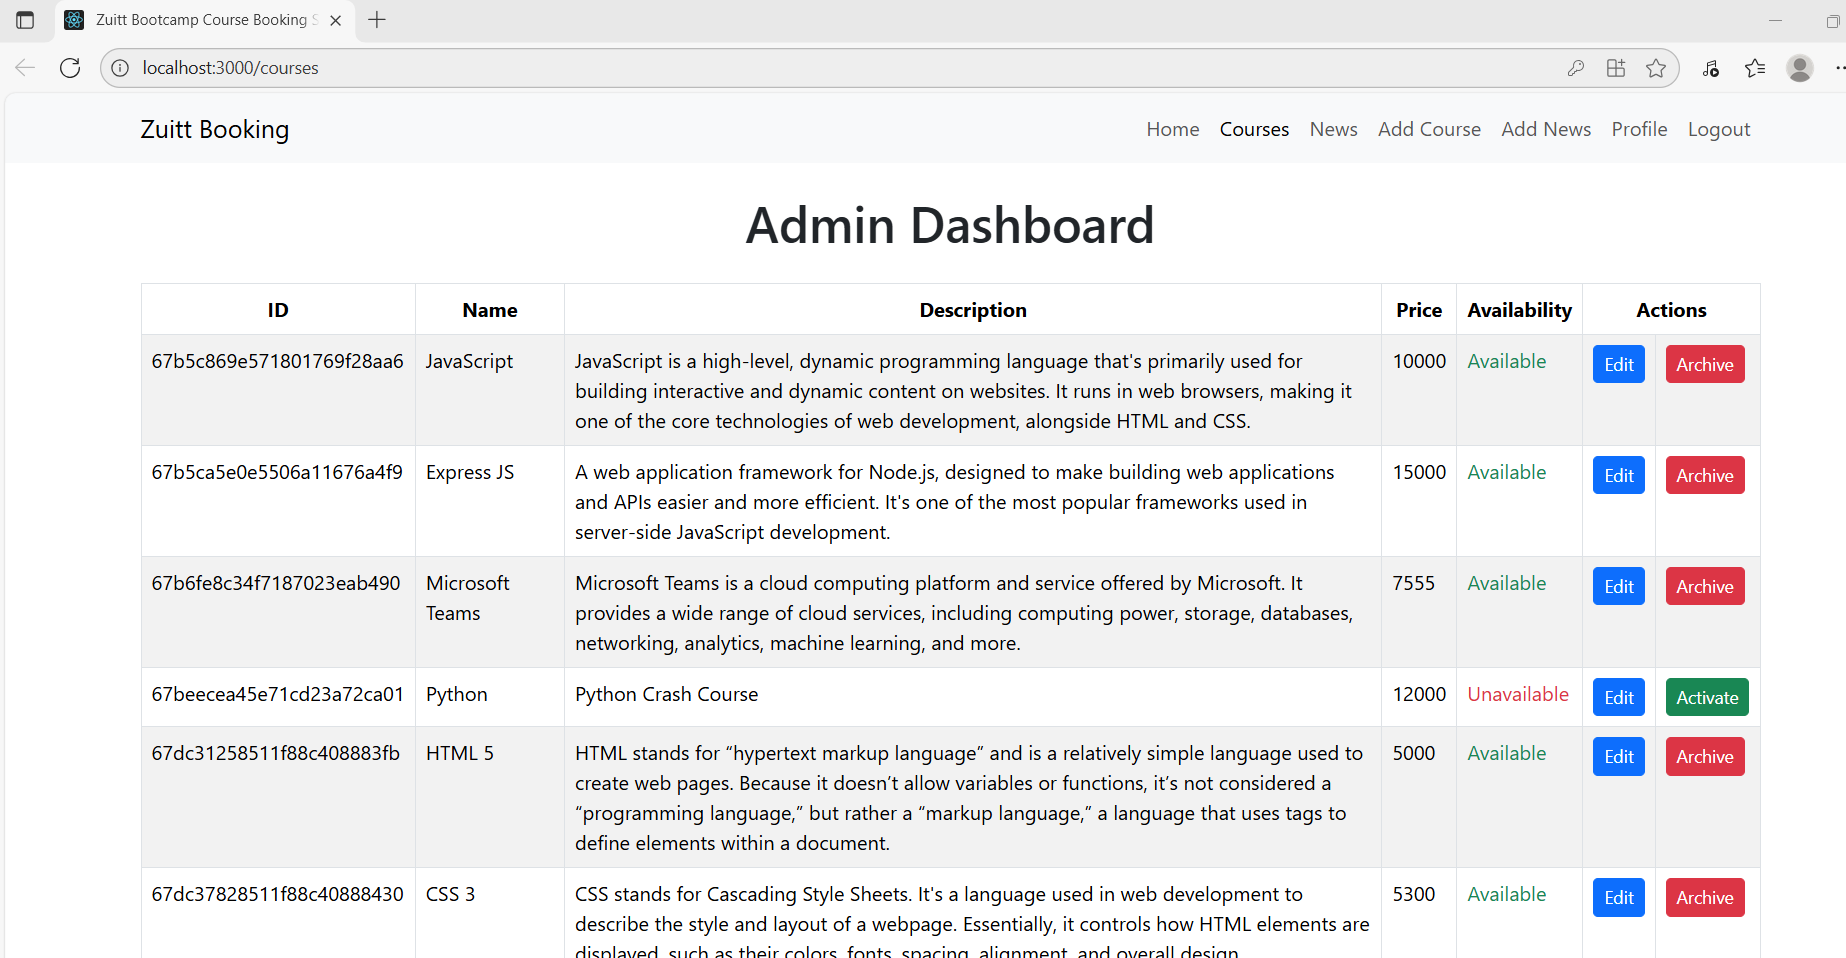 Zuitt Bootcamp Course Booking S
localhost:3000/courses
Zuitt Booking
Home Courses News Add Course Add News Profile Logout
Admin Dashboard
ID Name Description Price Availability Actions
67b5c869e571801769f28aa6 JavaScript JavaScript is a high-level, dynamic programming language that's primarily used for 10000 Available Edit Archive
building interactive and dynamic content on websites. It runs in web browsers, making it
one of the core technologies of web development, alongside HTML and CSS.
67b5ca5e0e5506a11676a4f9 Express JS A web application framework for Node.js, designed to make building web applications 15000 Available Edit Archive
and APIs easier and more efficient. It's one of the most popular frameworks used in
server-side JavaScript development.
67b6fe8c34f7187023eab490 Microsoft Microsoft Teams is a cloud computing platform and service offered by Microsoft. It 7555 Available Edit Archive
Teams provides a wide range of cloud services, including computing power, storage, databases,
networking, analytics, machine learning, and more.
67beecea45e71cd23a72ca01 Python Python Crash Course 12000 Unavailable Edit Activate
67dc31258511f88c408883fb HTML 5 HTML stands for “hypertext markup language” and is a relatively simple language used to 5000 Available Edit Archive
create web pages. Because it doesn’t allow variables or functions, it’s not considered a
“programming language,” but rather a “markup language,” a language that uses tags to
define elements within a document.
67dc37828511f88c40888430 CSS 3 CSS stands for Cascading Style Sheets. It's a language used in web development to 5300 Available Edit Archive
describe the style and layout of a webpage. Essentially, it controls how HTML elements are
displayed, such as their colors, fonts, spacing, alignment, and overall design.